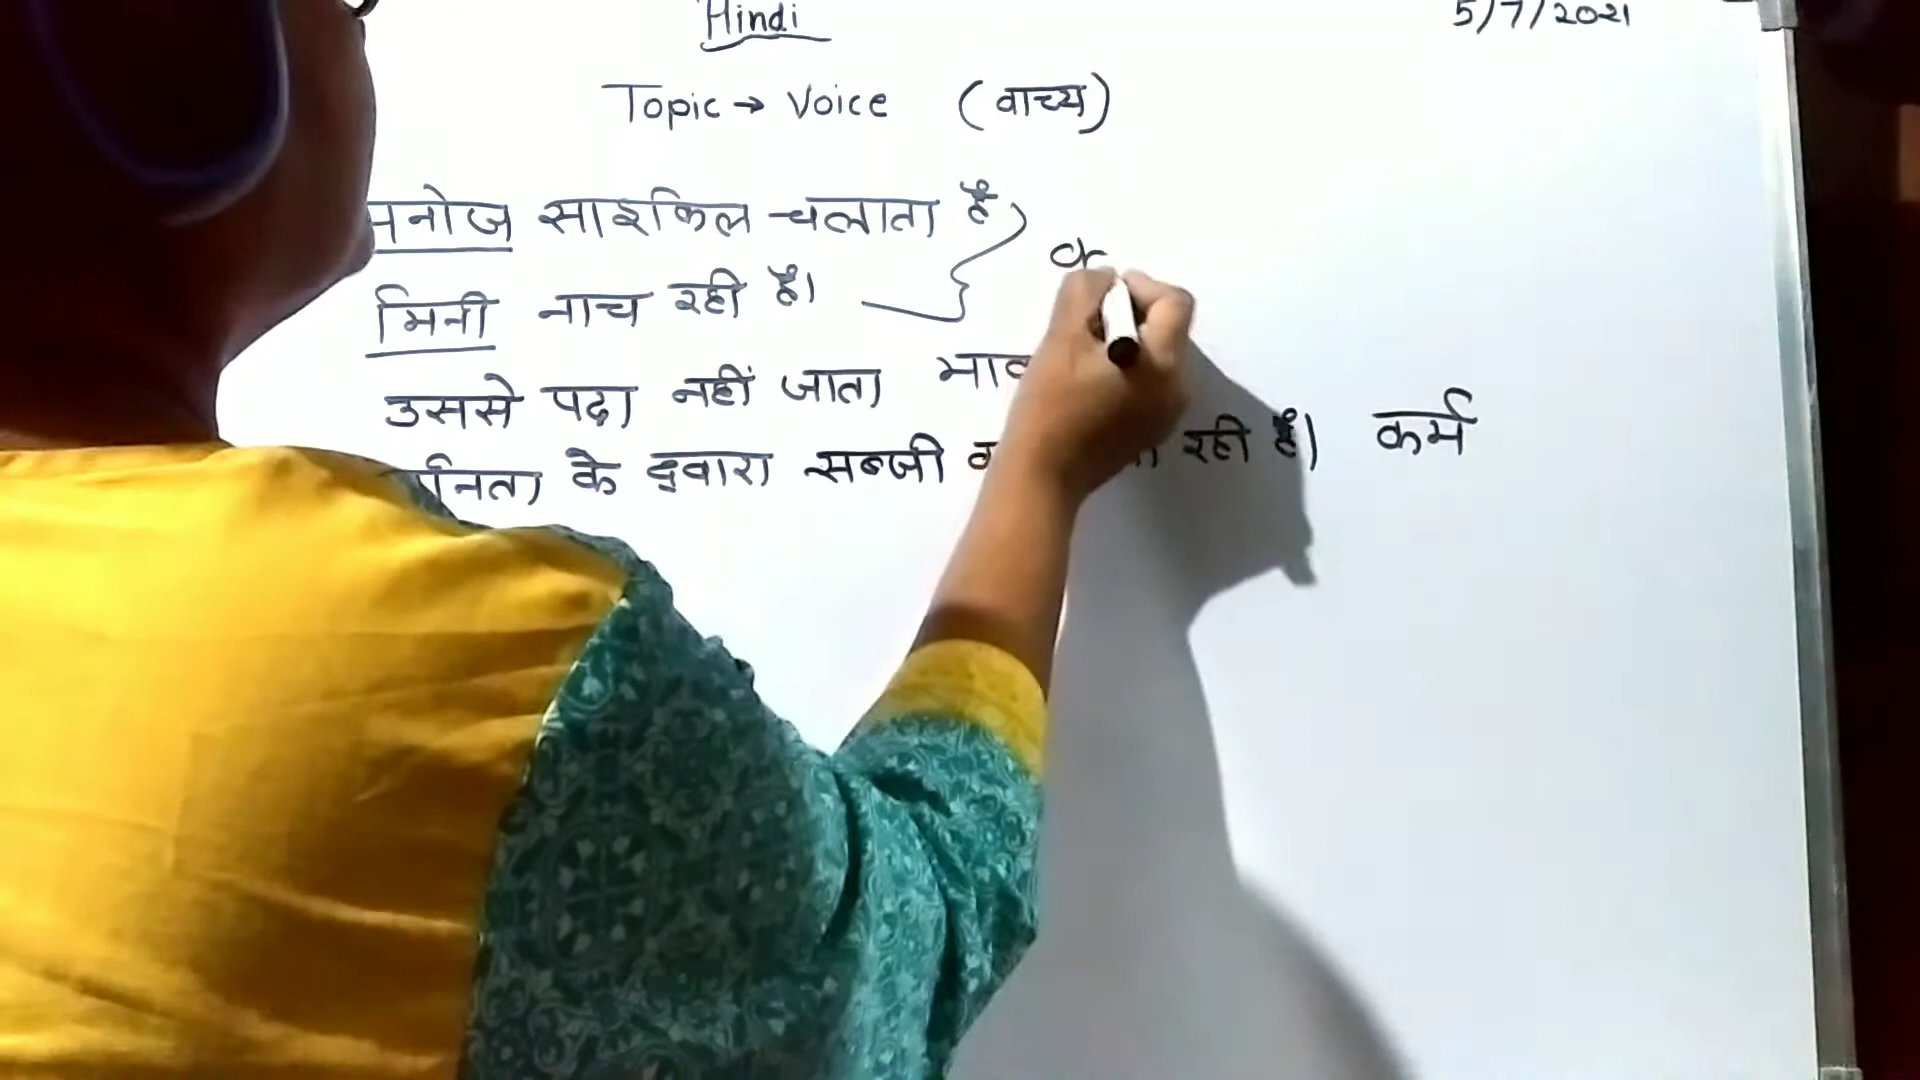 Hindi 5/7/2021
Topic → Voice (वाच्य)
मनोज साइकिल चलाता है
मिनी नाच रही है।
उससे पढ़ा नहीं जाता भाव
के द्वारा सब्जी रही है। कर्म